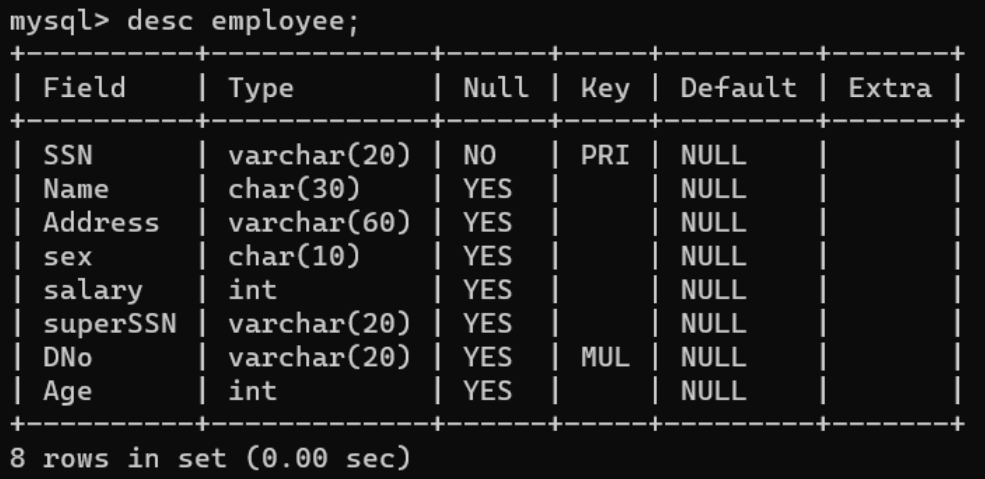 mysql> desc employee;
+----------+-------------+------+-----+---------+-------+
| Field    | Type        | Null | Key | Default | Extra |
+----------+-------------+------+-----+---------+-------+
| SSN      | varchar(20) | NO   | PRI | NULL    |       |
| Name     | char(30)    | YES  |     | NULL    |       |
| Address  | varchar(60) | YES  |     | NULL    |       |
| sex      | char(10)    | YES  |     | NULL    |       |
| salary   | int         | YES  |     | NULL    |       |
| superSSN | varchar(20) | YES  |     | NULL    |       |
| DNo      | varchar(20) | YES  | MUL | NULL    |       |
| Age      | int         | YES  |     | NULL    |       |
+----------+-------------+------+-----+---------+-------+
8 rows in set (0.00 sec)